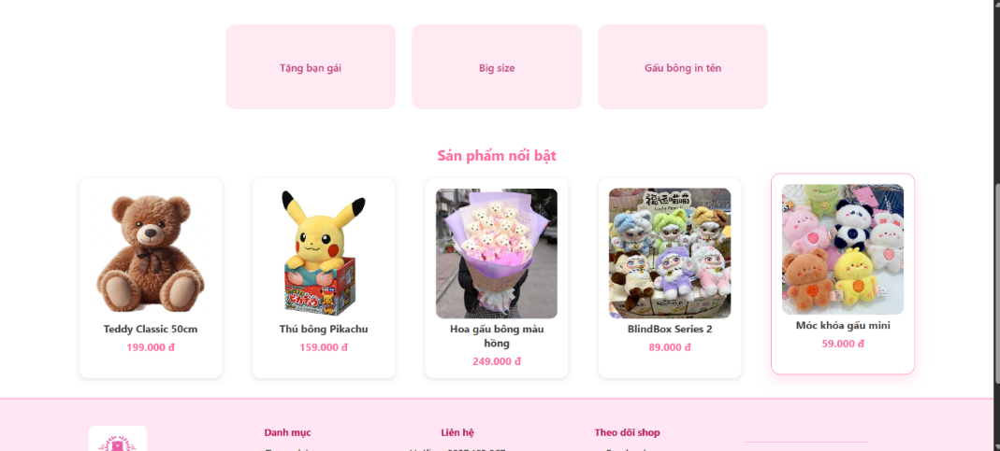 Tặng bạn gái
Big size
Gấu bông in tên
Sản phẩm nổi bật
Teddy Classic 50cm
199.000 đ
Thú bông Pikachu
159.000 đ
Hoa gấu bông màu
hồng
249.000 đ
BlindBox Series 2
89.000 đ
Móc khóa gấu mini
59.000 đ
Danh mục
Liên hệ
Theo dõi shop